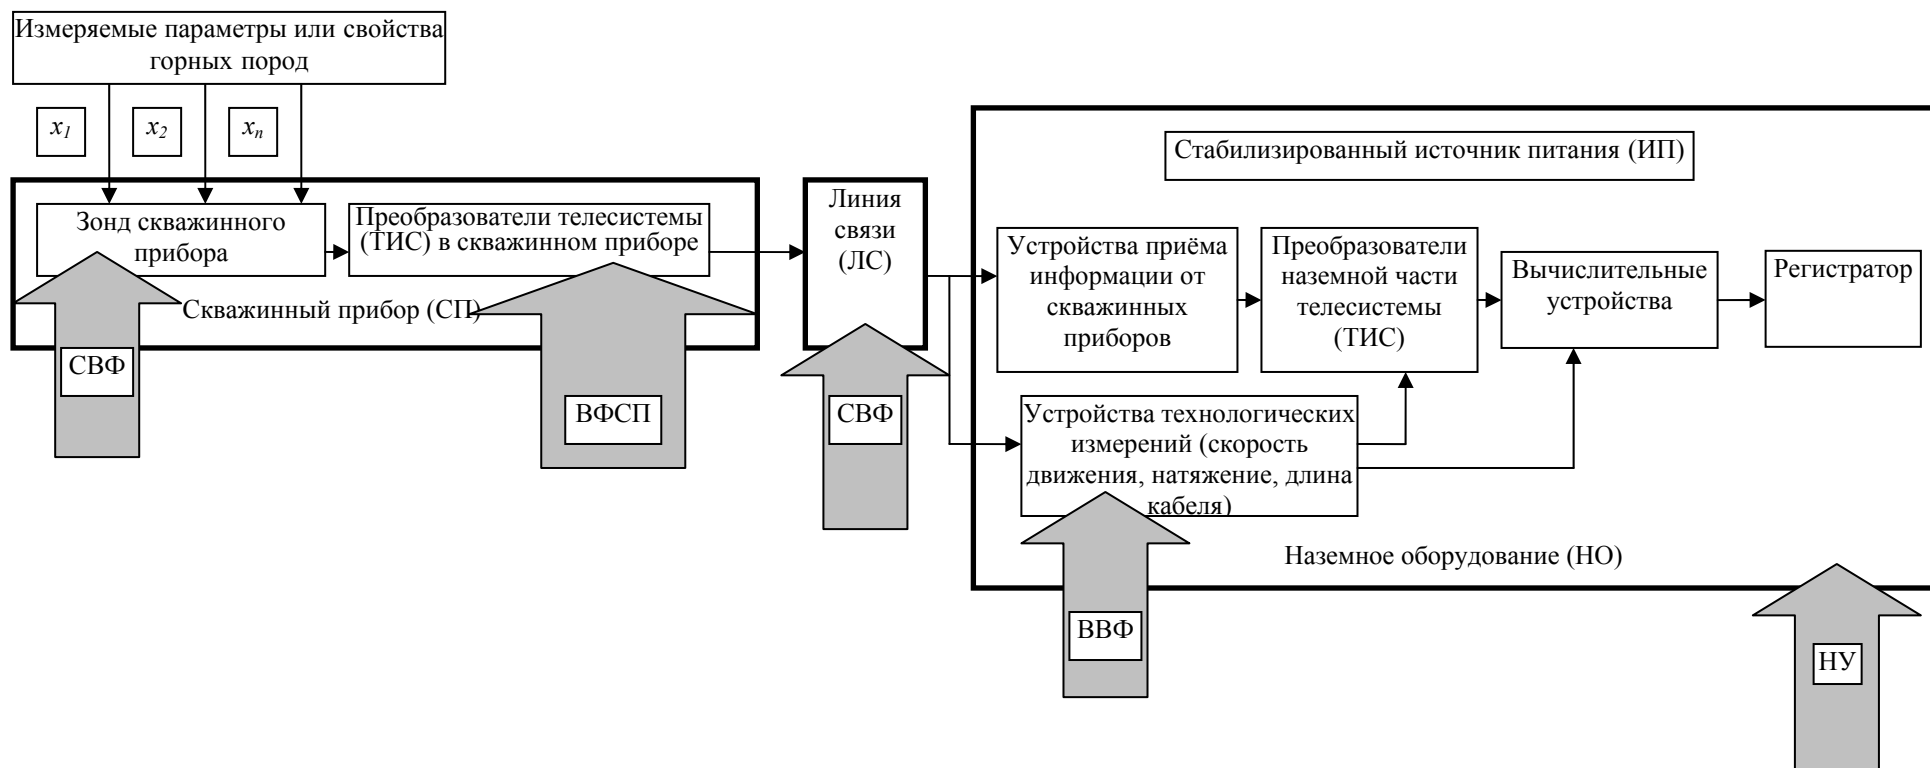 Измеряемые параметры или свойства
горных пород
x1
x2
xn
Зонд скважинного
прибора
Преобразователи телесистемы
(ТИС) в скважинном приборе
Скважинный прибор (СП)
СВФ
ВФСП
Линия
связи
(ЛС)
СВФ
Стабилизированный источник питания (ИП)
Устройства приёма
информации от
скважинных
приборов
Преобразователи
наземной части
телесистемы
(ТИС)
Вычислительные
устройства
Регистратор
Устройства технологических
измерений (скорость
движения, натяжение, длина
кабеля)
Наземное оборудование (НО)
ВВФ
НУ